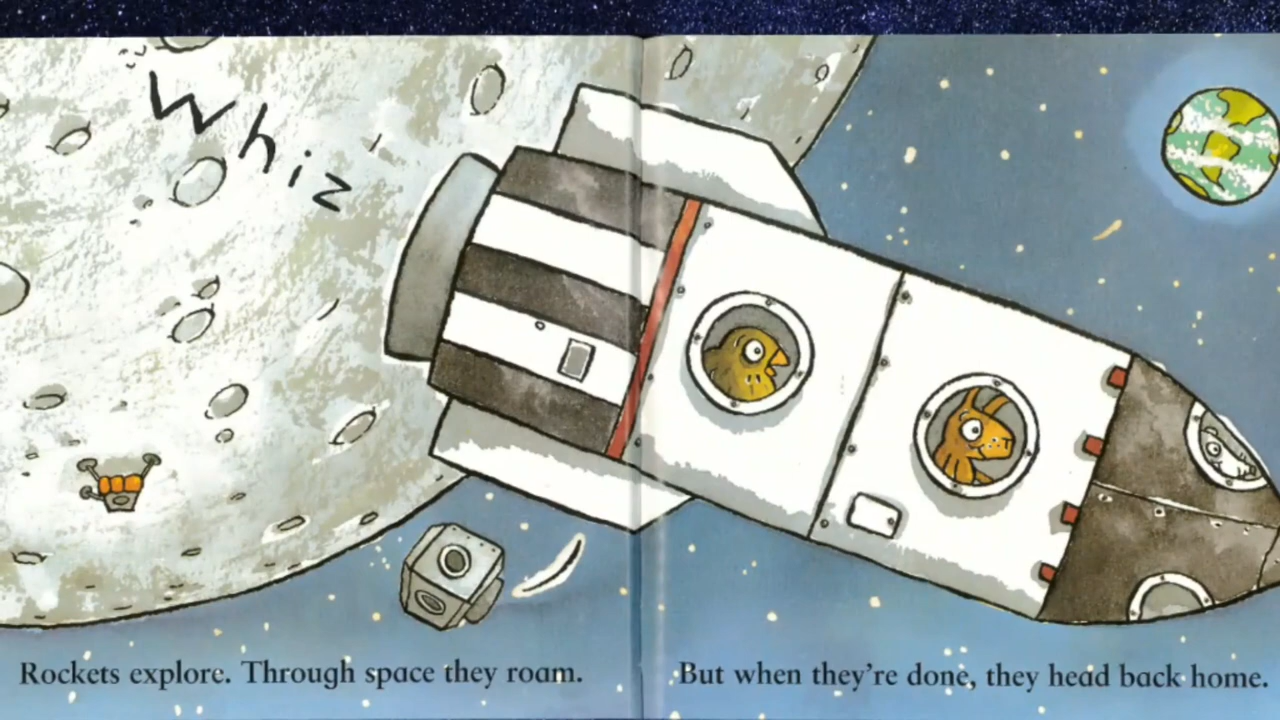 Whiz
Rockets explore. Through space they roam.
But when they're done, they head back home.